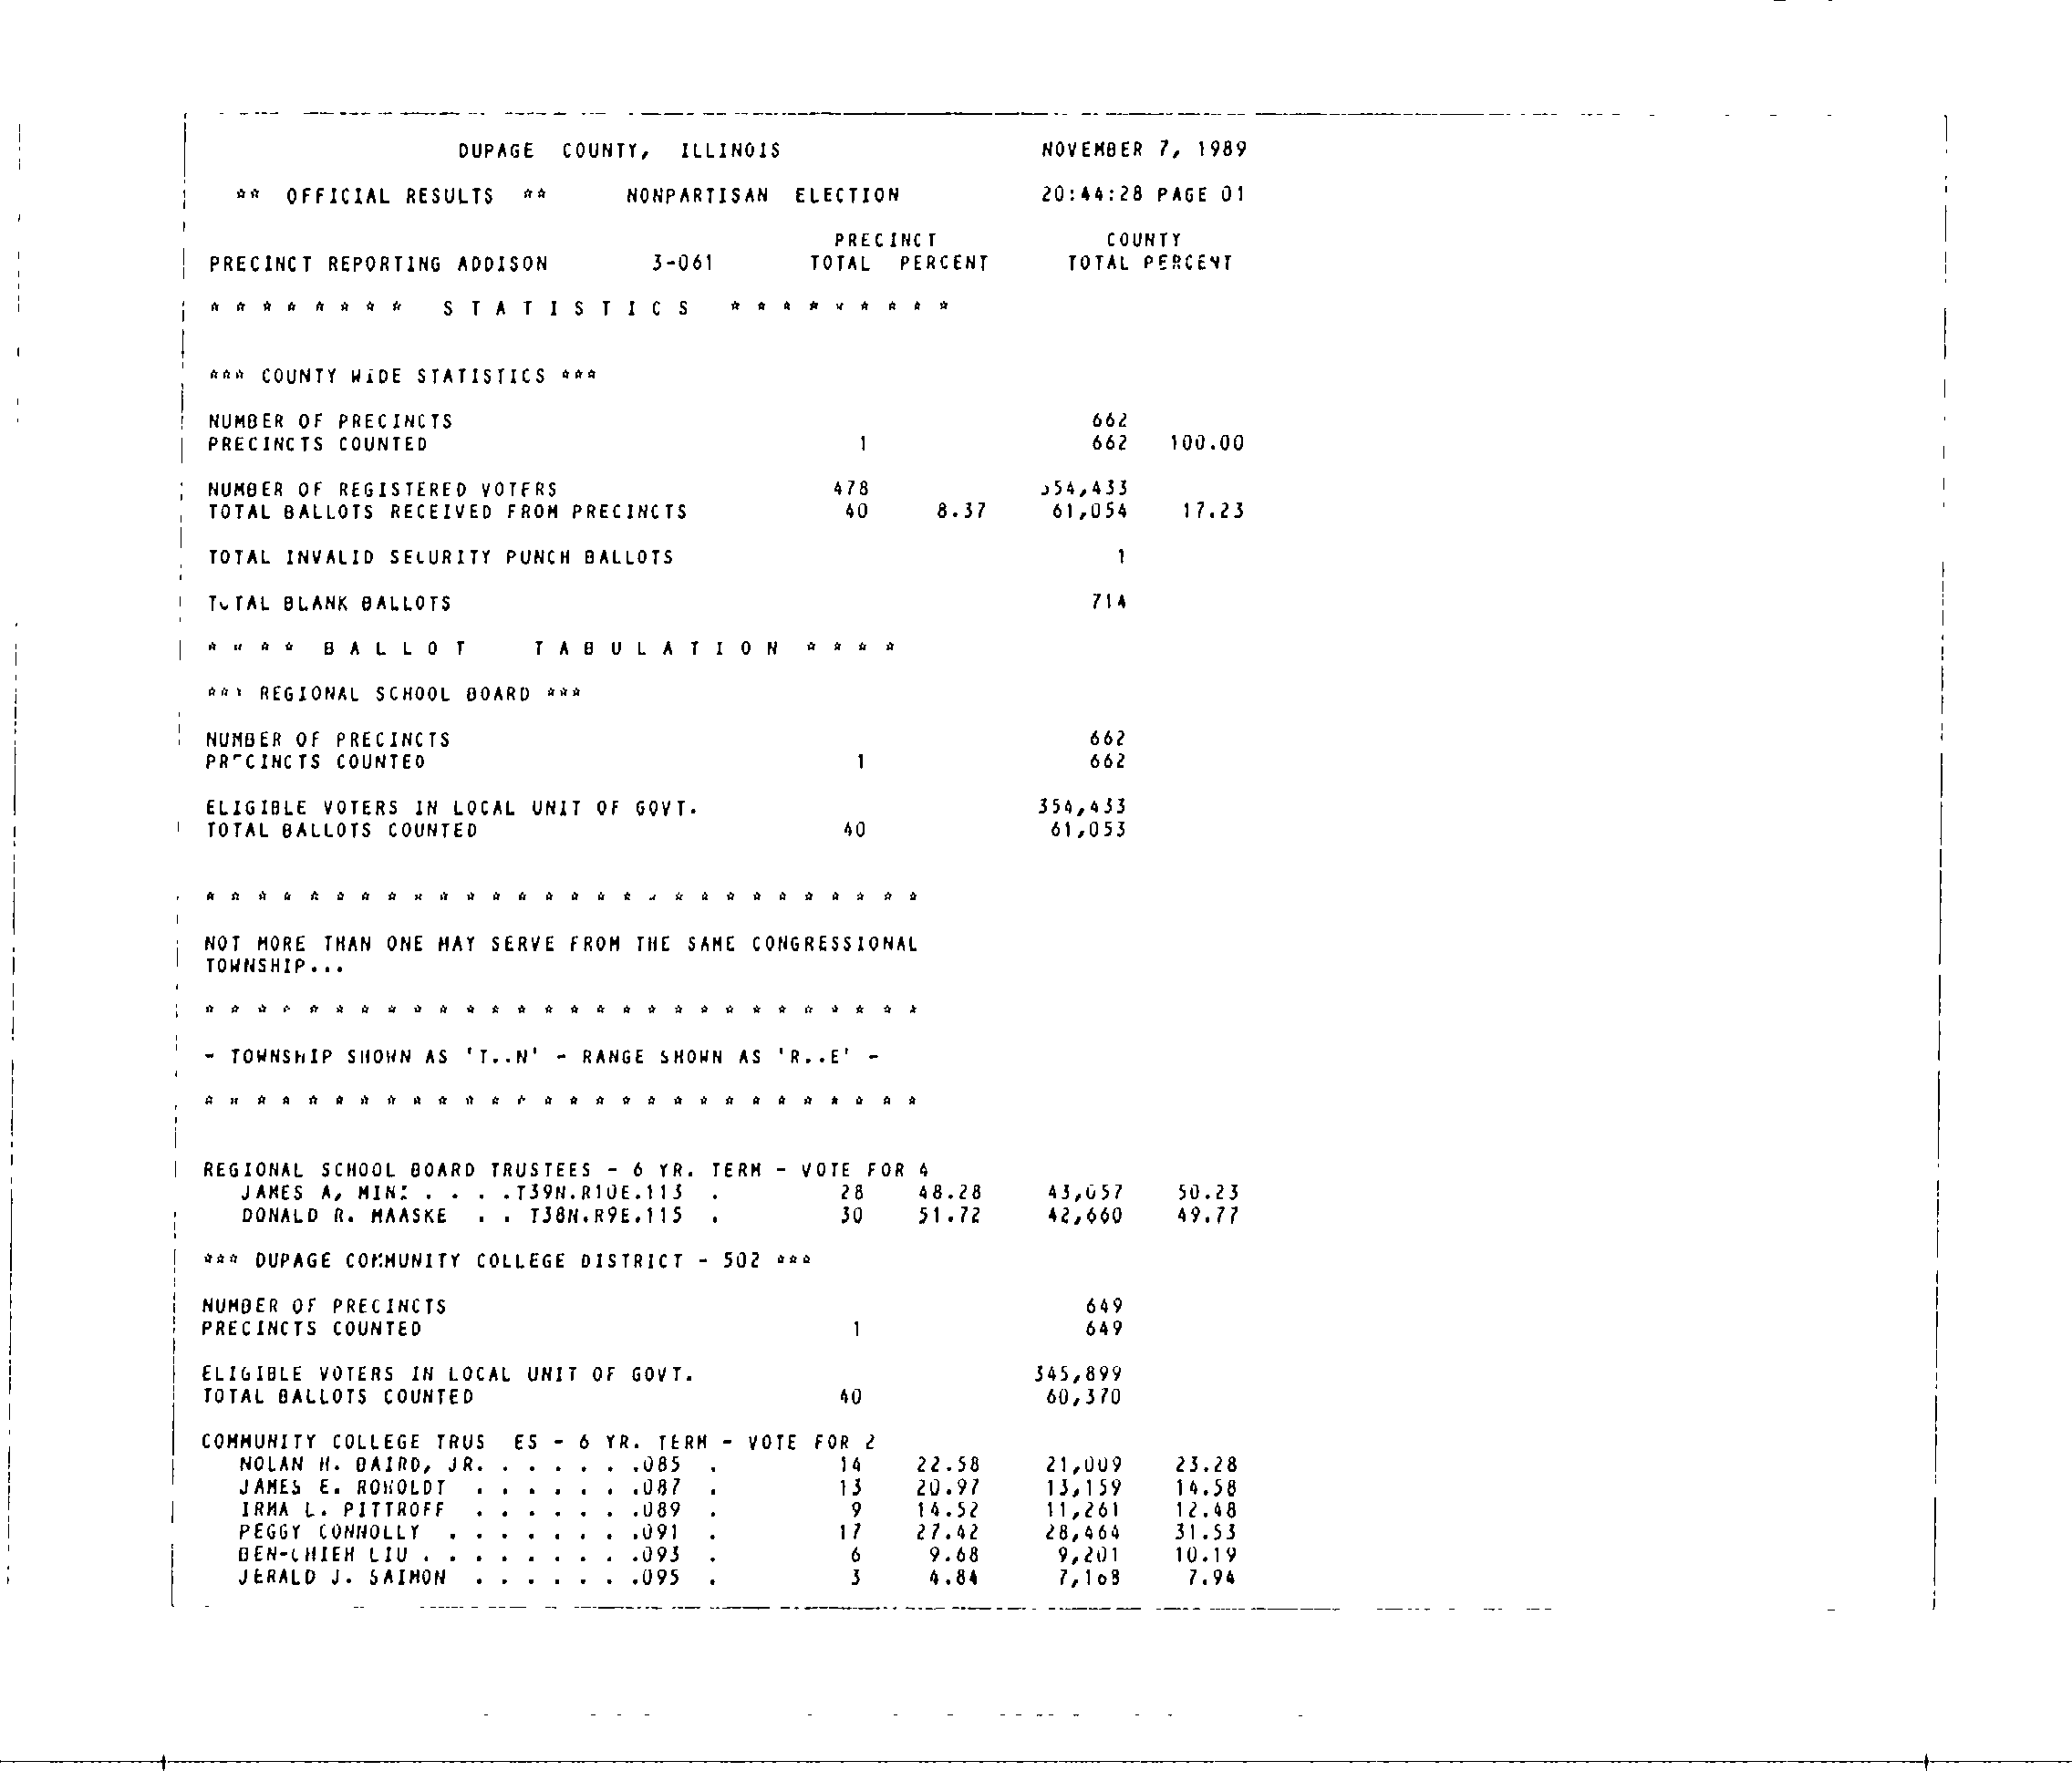 DUPAGE COUNTY, ILLINOIS NOVEMBER 7, 1989
** OFFICIAL RESULTS ** NONPARTISAN ELECTION 20:44:28 PAGE 01
PRECINCT COUNTY
PRECINCT REPORTING ADDISON 3-061 TOTAL PERCENT TOTAL PERCENT
* * * * * * * * S T A T I S T I C S * * * * * * * * *
*** COUNTY WIDE STATISTICS ***
NUMBER OF PRECINCTS 662
PRECINCTS COUNTED 1 662 100.00
NUMBER OF REGISTERED VOTERS 478 354,433
TOTAL BALLOTS RECEIVED FROM PRECINCTS 40 8.37 61,054 17.23
TOTAL INVALID SECURITY PUNCH BALLOTS 1
TOTAL BLANK BALLOTS 714
* * * * B A L L O T T A B U L A T I O N * * * *
*** REGIONAL SCHOOL BOARD ***
NUMBER OF PRECINCTS 662
PRECINCTS COUNTED 1 662
ELIGIBLE VOTERS IN LOCAL UNIT OF GOVT. 354,433
TOTAL BALLOTS COUNTED 40 61,053
* * * * * * * * * * * * * * * * * * * * * * * * * * * *
NOT MORE THAN ONE MAY SERVE FROM THE SAME CONGRESSIONAL
TOWNSHIP...
* * * * * * * * * * * * * * * * * * * * * * * * * * * *
- TOWNSHIP SHOWN AS 'T..N' - RANGE SHOWN AS 'R..E' -
* * * * * * * * * * * * * * * * * * * * * * * * * * * *
REGIONAL SCHOOL BOARD TRUSTEES - 6 YR. TERM - VOTE FOR 4
JAMES A, . . . .T39N.R10E.113 . 28 48.28 43,057 50.23
DONALD R. MAASKE . . T38N.R9E.115 . 30 51.72 42,660 49.77
*** DUPAGE COMMUNITY COLLEGE DISTRICT - 502 ***
NUMBER OF PRECINCTS 649
PRECINCTS COUNTED 1 649
ELIGIBLE VOTERS IN LOCAL UNIT OF GOVT. 345,899
TOTAL BALLOTS COUNTED 40 60,370
COMMUNITY COLLEGE TRUS ES - 6 YR. TERM - VOTE FOR 2
NOLAN H. BAIRD, JR. . . . . . .085 . 14 22.58 21,009 23.28
JAMES E. ROWOLDT . . . . . . .087 . 13 20.97 13,159 14.58
IRMA L. PITTROFF . . . . . . .089 . 9 14.52 11,261 12.48
PEGGY CONNOLLY . . . . . . . .091 . 17 27.42 28,464 31.53
BEN-CHIEH LIU . . . . . . . . .093 . 6 9.68 9,201 10.19
JERALD J. SAIMON . . . . . . .095 . 3 4.84 7,168 7.94